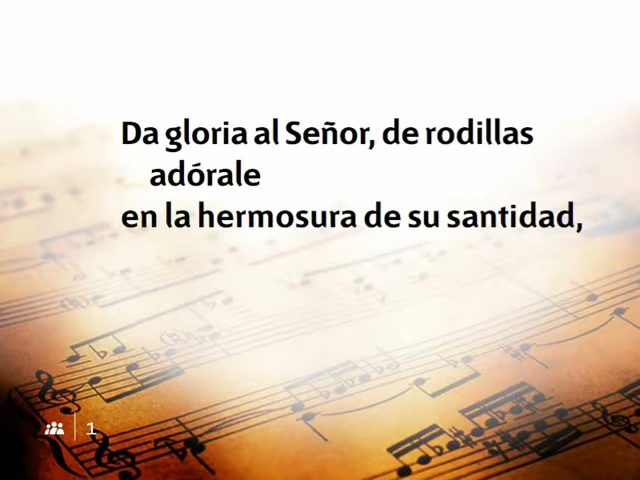 Da gloria al Señor, de rodillas
adórale
en la hermosura de su santidad,
1